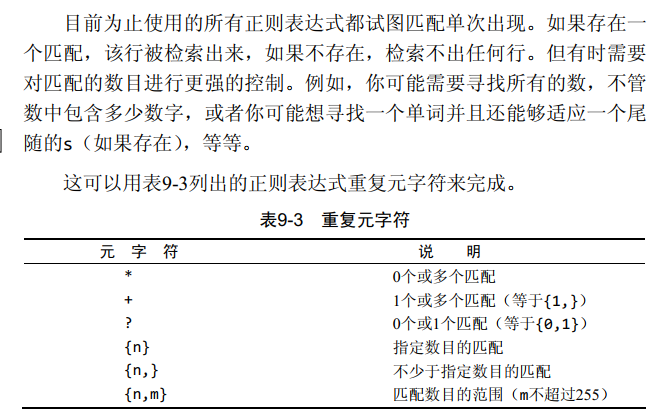 目前为止使用的所有正则表达式都试图匹配单次出现。如果存在一
个匹配，该行被检索出来，如果不存在，检索不出任何行。但有时需要
对匹配的数目进行更强的控制。例如，你可能需要寻找所有的数，不管
数中包含多少数字，或者你可能想寻找一个单词并且还能够适应一个尾
随的s（如果存在），等等。
这可以用表9-3列出的正则表达式重复元字符来完成。
表9-3　重复元字符
元　字　符　　说　　明
*　　0个或多个匹配
+　　1个或多个匹配（等于{1,}）
?　　0个或1个匹配（等于{0,1}）
{n}　　指定数目的匹配
{n,}　　不少于指定数目的匹配
{n,m}　　匹配数目的范围（m不超过255）